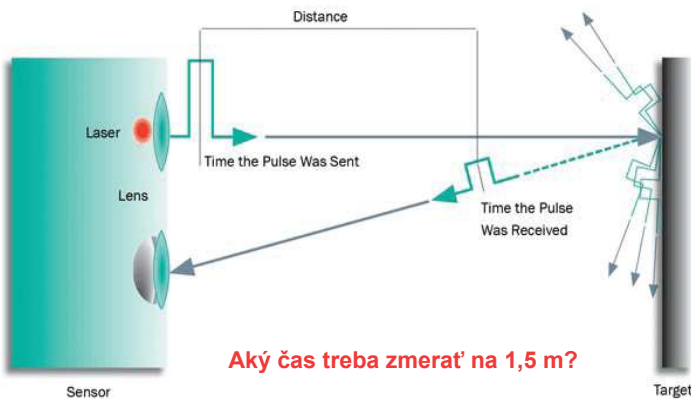 Distance
Laser
Time the Pulse Was Sent
Lens
Time the Pulse
Was Received
Aký čas treba zmerať na 1,5 m?
Sensor
Target